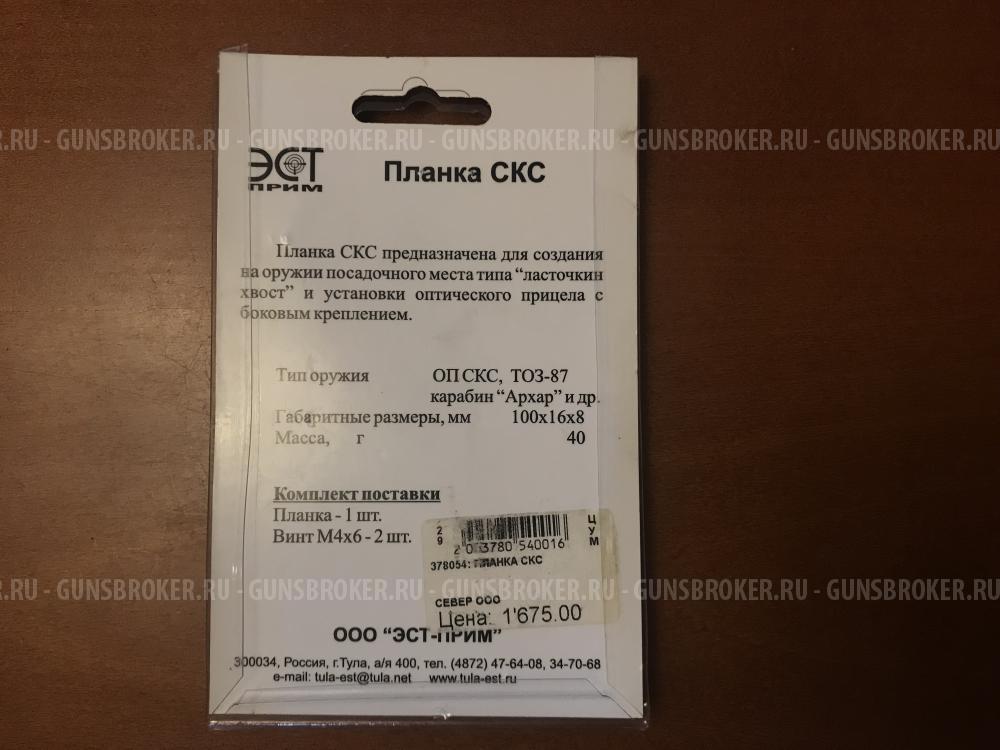 ЭСТ
ПРИМ
Планка СКС
GUNSBROKER.RU - GUNSBROKER.RU - GUNSBROKER.RU - GUNSBROKER.RU - GUNSBROKER.RU
Планка СКС предназначена для создания
на оружии посадочного места типа “ласточкин
хвост” и установки оптического прицела с
боковым креплением.
Тип оружия ОП СКС, ТОЗ-87
карабин “Архар” и др.
Габаритные размеры, мм 100х16х8
Масса, г 40
Комплект поставки
Планка - 1 шт.
Винт М4х6 - 2 шт.
29
ЦУМ
2 003780 540016
378054: ПЛАНКА СКС
GUNSBROKER.RU - GUNSBROKER.RU - GUNSBROKER.RU - GUNSBROKER.RU - GUNSBROKER.RU
СЕВЕР ООО
Цена: 1'675.00
ООО “ЭСТ-ПРИМ”
300034, Россия, г.Тула, а/я 400, тел. (4872) 47-64-08, 34-70-68
e-mail: tula-est@tula.net www.tula-est.ru